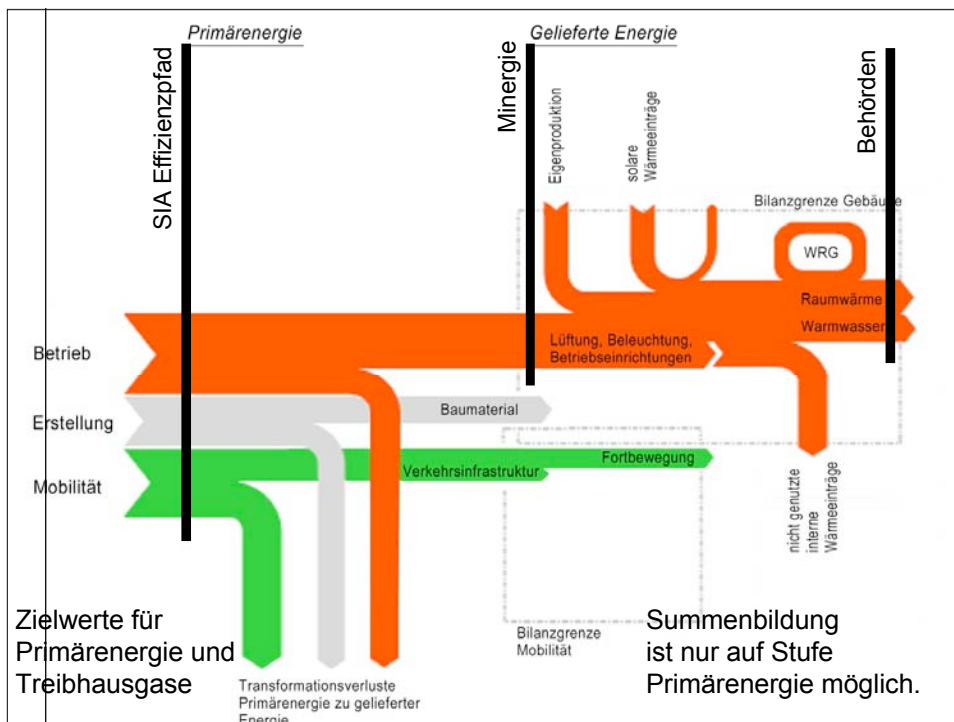 Primärenergie
Gelieferte Energie
SIA Effizienzpfad
Minergie
Behörden
Eigenproduktion
solare
Wärmeeinträge
Bilanzgrenze Gebäude
WRG
Raumwärme
Warmwasser
Betrieb
Lüftung, Beleuchtung,
Betriebseinrichtungen
Erstellung
Baumaterial
Mobilität
Fortbewegung
Verkehrsinfrastruktur
nicht genutzte
interne
Wärmeeinträge
Zielwerte für
Primärenergie und
Treibhausgase
Bilanzgrenze
Mobilität
Summenbildung
ist nur auf Stufe
Primärenergie möglich.
Transformationsverluste
Primärenergie zu gelieferter
Energie